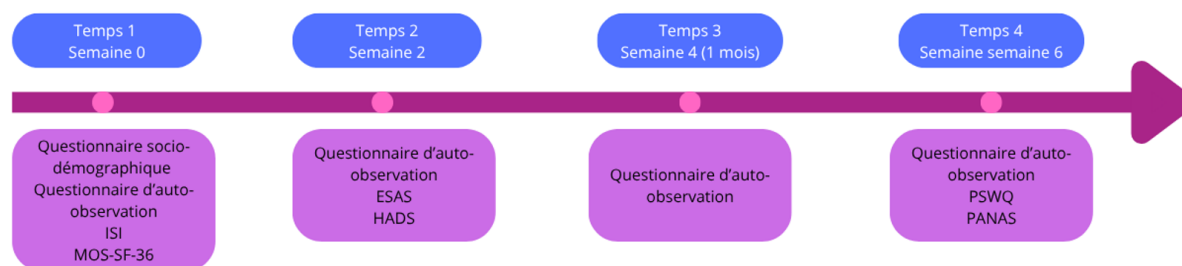 Temps 1
Semaine 0
Temps 2
Semaine 2
Temps 3
Semaine 4 (1 mois)
Temps 4
Semaine semaine 6
Questionnaire socio-
démographique
Questionnaire d’auto-
observation
ISI
MOS-SF-36
Questionnaire d’auto-
observation
ESAS
HADS
Questionnaire d’auto-
observation
Questionnaire d’auto-
observation
PSWQ
PANAS